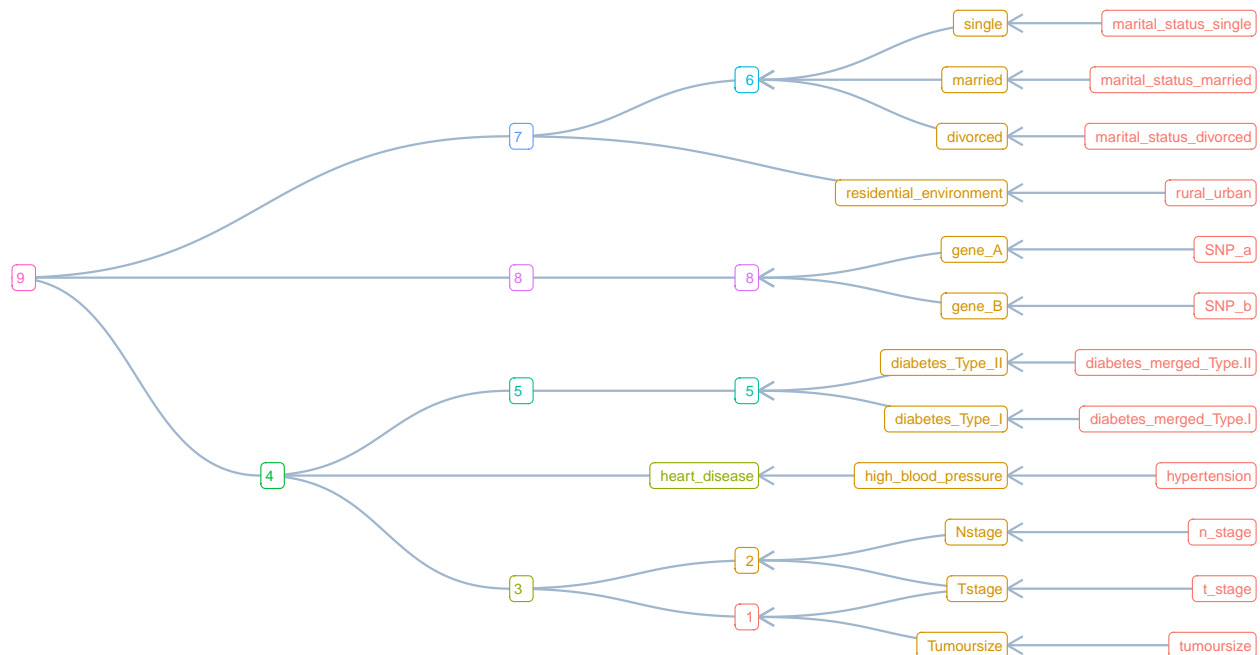 single marital_status_single
6 married marital_status_married
7 divorced marital_status_divorced
residential_environment rural_urban
gene_A SNP_a
9 8 8
gene_B SNP_b
diabetes_Type_II diabetes_merged_Type.II
5 5
diabetes_Type_I diabetes_merged_Type.I
4 heart_disease high_blood_pressure hypertension
Nstage n_stage
2
3 Tstage t_stage
1
Tumoursize tumoursize